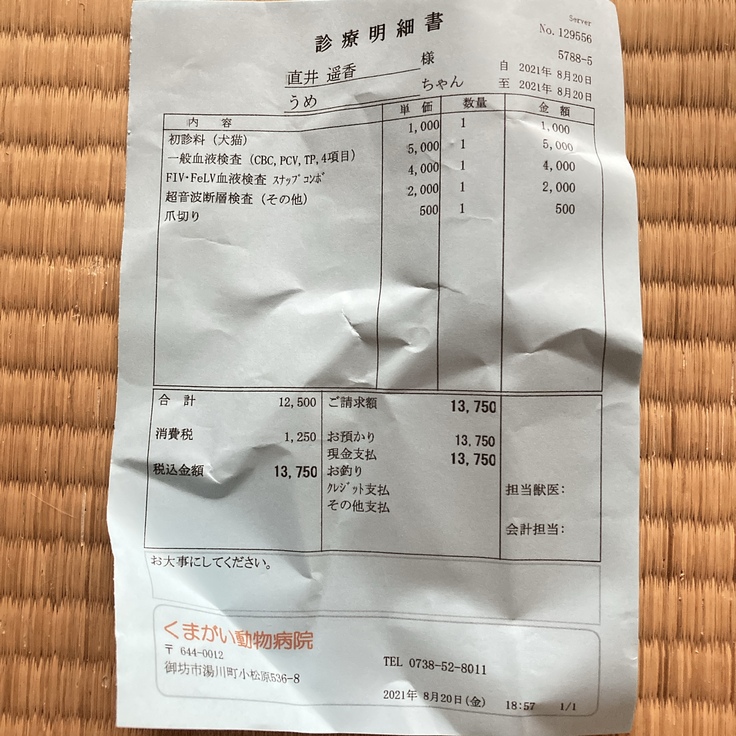 Server
診療明細書
No. 129556
5788-5
直井 遥香 様
自 2021年 8月20日
うめ ちゃん
至 2021年 8月20日
内 容 単 価 数量 金 額
初診料 (犬猫) 1,000 1 1,000
一般血液検査 (CBC, PCV, TP, 4項目) 5,000 1 5,000
FIV・FeLV血液検査 ｽﾅｯﾌﾟ ｺﾝﾎﾞ 4,000 1 4,000
超音波断層検査 (その他) 2,000 1 2,000
爪切り 500 1 500
合 計 12,500 ご請求額 13,750
消費税 1,250 お預かり 13,750
現金支払 13,750
税込金額 13,750 お釣り
ｸﾚｼﾞｯﾄ支払 担当獣医:
その他支払
会計担当:
お大事にしてください。
くまがい動物病院
〒 644-0012
御坊市湯川町小松原536-8 TEL 0738-52-8011
2021年 8月20日(金) 18:57 1/1